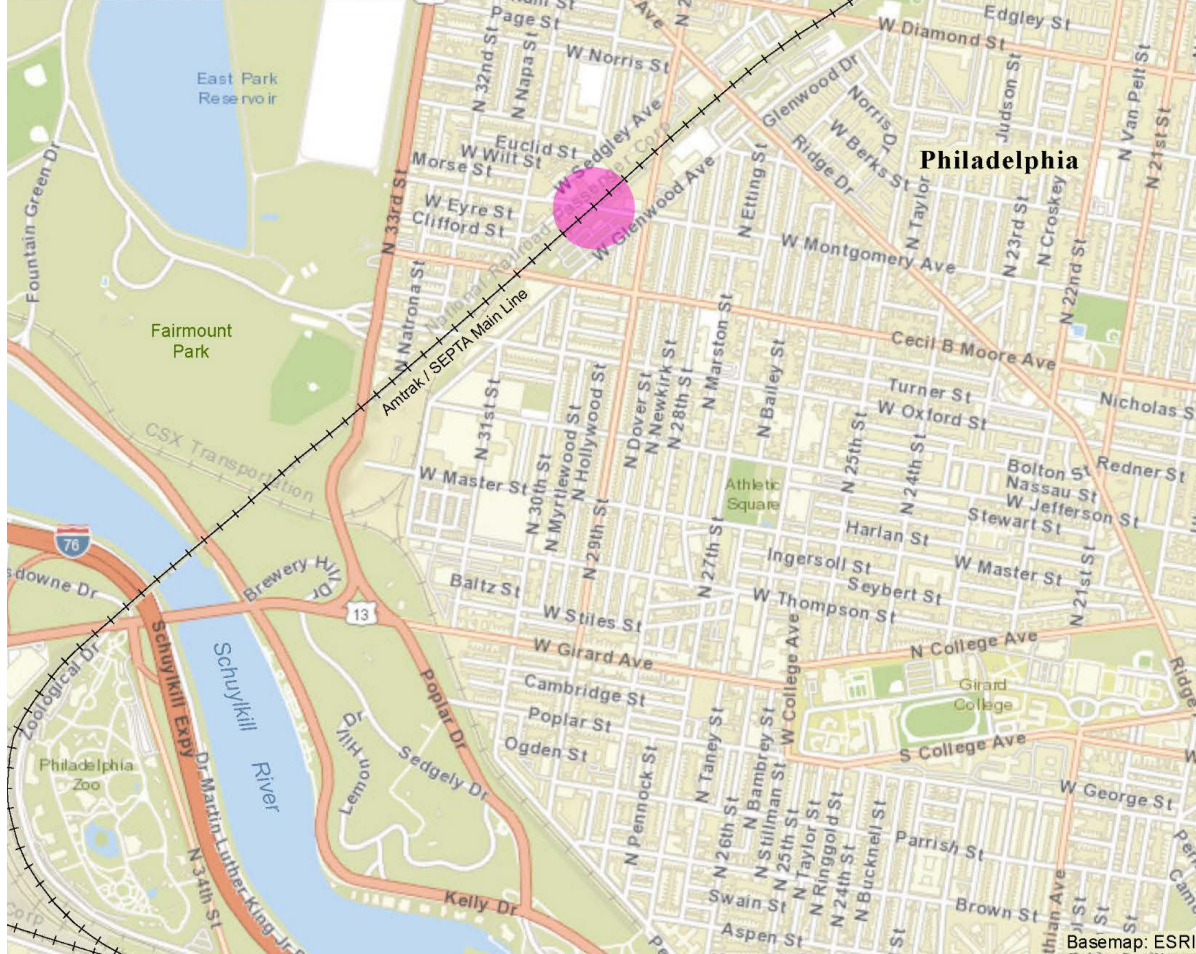 Edgley St
Page St
W Diamond St
W Norris St
N 32nd St
N Napa St
East Park
Reservoir
Glenwood Dr
Norris Dr
Judson St
N Van Pelt St
N 21st St
Euclid St
W Wilt St
Morse St
W Sedgley Ave
National Railroad Passenger Corp
W Berks St
Ridge Dr
Philadelphia
Fountain Green Dr
N 33rd St
W Eyre St
Clifford St
W Glenwood Ave
N Etting St
N Taylor
N 23rd St
N Croskey
W Montgomery Ave
N 22nd St
N Natrona St
Amtrak / SEPTA Main Line
Fairmount
Park
Cecil B Moore Ave
N Marston St
N Bailey St
Turner St
W Oxford St
Nicholas S
CSX Transportation
N 31st St
N Dover St
N Newkirk St
N 28th St
N 25th St
N 24th St
W Master St
N 30th St
N Myrtlewood St
N Hollywood St
N 29th St
Athletic
Square
Bolton St
Redner St
Nassau St
W Jefferson St
Stewart St
Harlan St
76
sdowne Dr
Brewery Hill Dr
13
Baltz St
W Stiles St
N 27th St
Ingersoll St
Seybert St
W Master St
W Thompson St
N 21st St
W Girard Ave
N College Ave
W College Ave
Girard
College
Ridge
S College Ave
Zoological Dr
Schuylkill Expy
Schuylkill
River
Poplar Dr
Cambridge St
Poplar St
Ogden St
Philadelphia
Zoo
Lemon Hill Dr
Sedgely Dr
Dr Martin Luther King Jr
N 34th St
Kelly Dr
N Pennock St
N Taney St
N Bambrey St
N 26th St
N Stillman St
N 25th St
N Taylor St
N Ringgold St
N 24th St
N Bucknell St
W George St
Parrish St
Brown St
Swain St
Aspen St
Corp
thian Ave
Basemap: ESRI